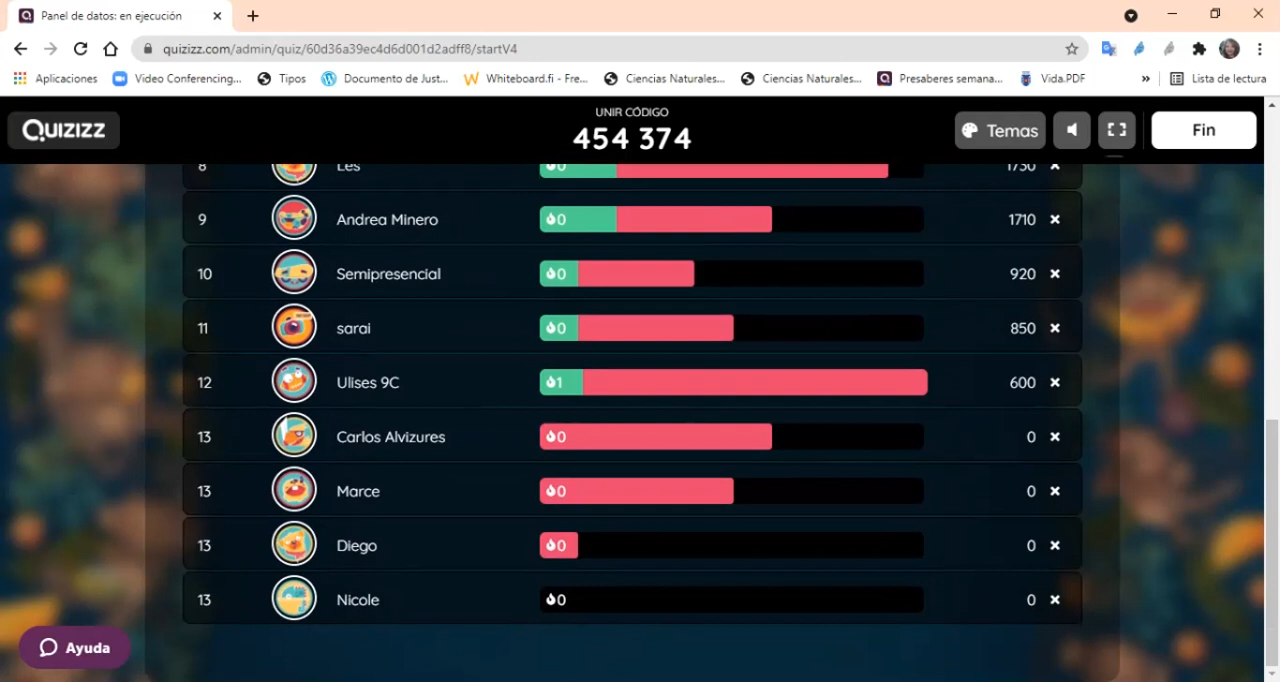 Panel de datos: en ejecución
quizizz.com/admin/quiz/60d36a39ec4d6d001d2adff8/startV4
Aplicaciones
Video Conferencing...
Tipos
Documento de Just...
Whiteboard.fi - Fre...
Ciencias Naturales...
Ciencias Naturales...
Presaberes semana...
Vida.PDF
»
Lista de lectura
Quizizz
UNIR CÓDIGO
454 374
Temas
Fin
8 Les 0 1730
9 Andrea Minero 0 1710
10 Semipresencial 0 920
11 sarai 0 850
12 Ulises 9C 1 600
13 Carlos Alvizures 0 0
13 Marce 0 0
13 Diego 0 0
13 Nicole 0 0
Ayuda